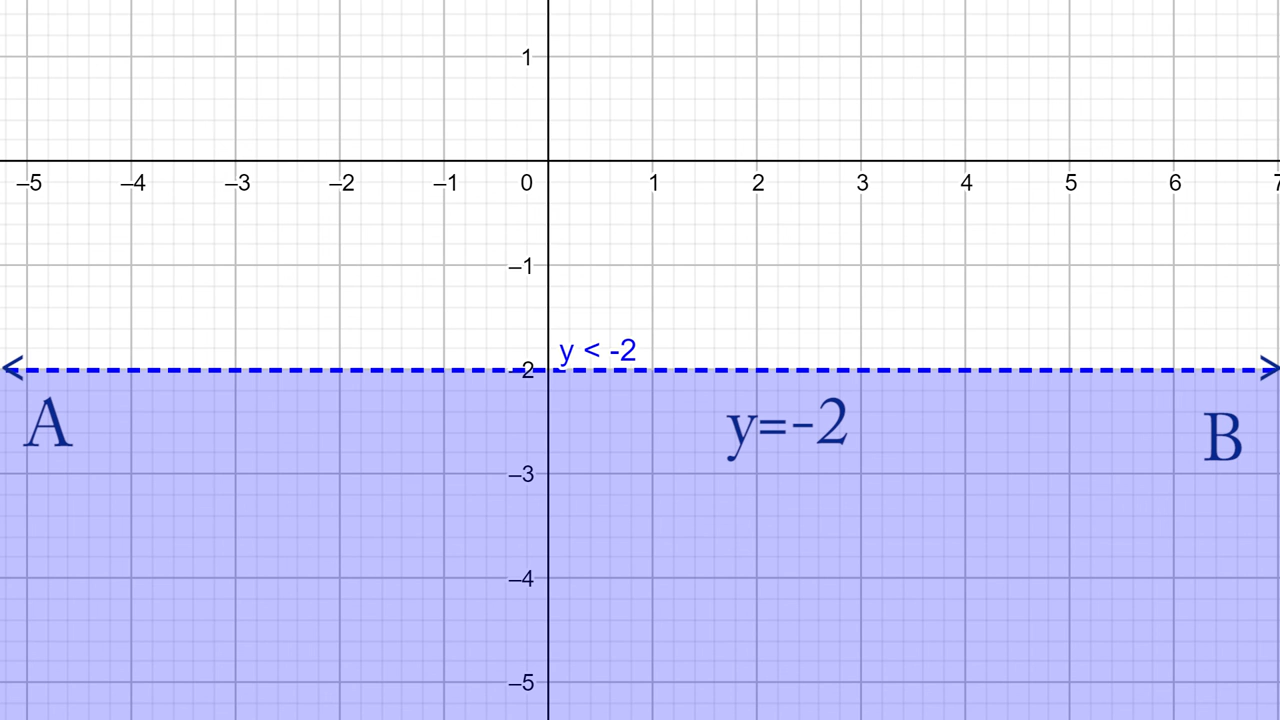 1
–5 –4 –3 –2 –1 0 1 2 3 4 5 6 7
–1
y < -2
–2
A y=-2 B
–3
–4
–5